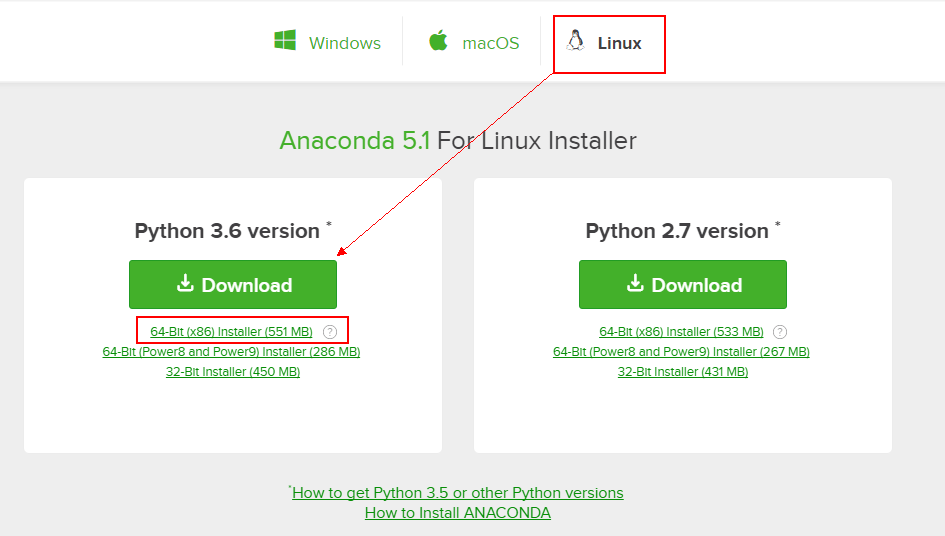 Windows macOS Linux
Anaconda 5.1 For Linux Installer
Python 3.6 version *
Download
64-Bit (x86) Installer (551 MB) ?
64-Bit (Power8 and Power9) Installer (286 MB)
32-Bit Installer (450 MB)
Python 2.7 version *
Download
64-Bit (x86) Installer (533 MB) ?
64-Bit (Power8 and Power9) Installer (267 MB)
32-Bit Installer (431 MB)
*How to get Python 3.5 or other Python versions
How to Install ANACONDA